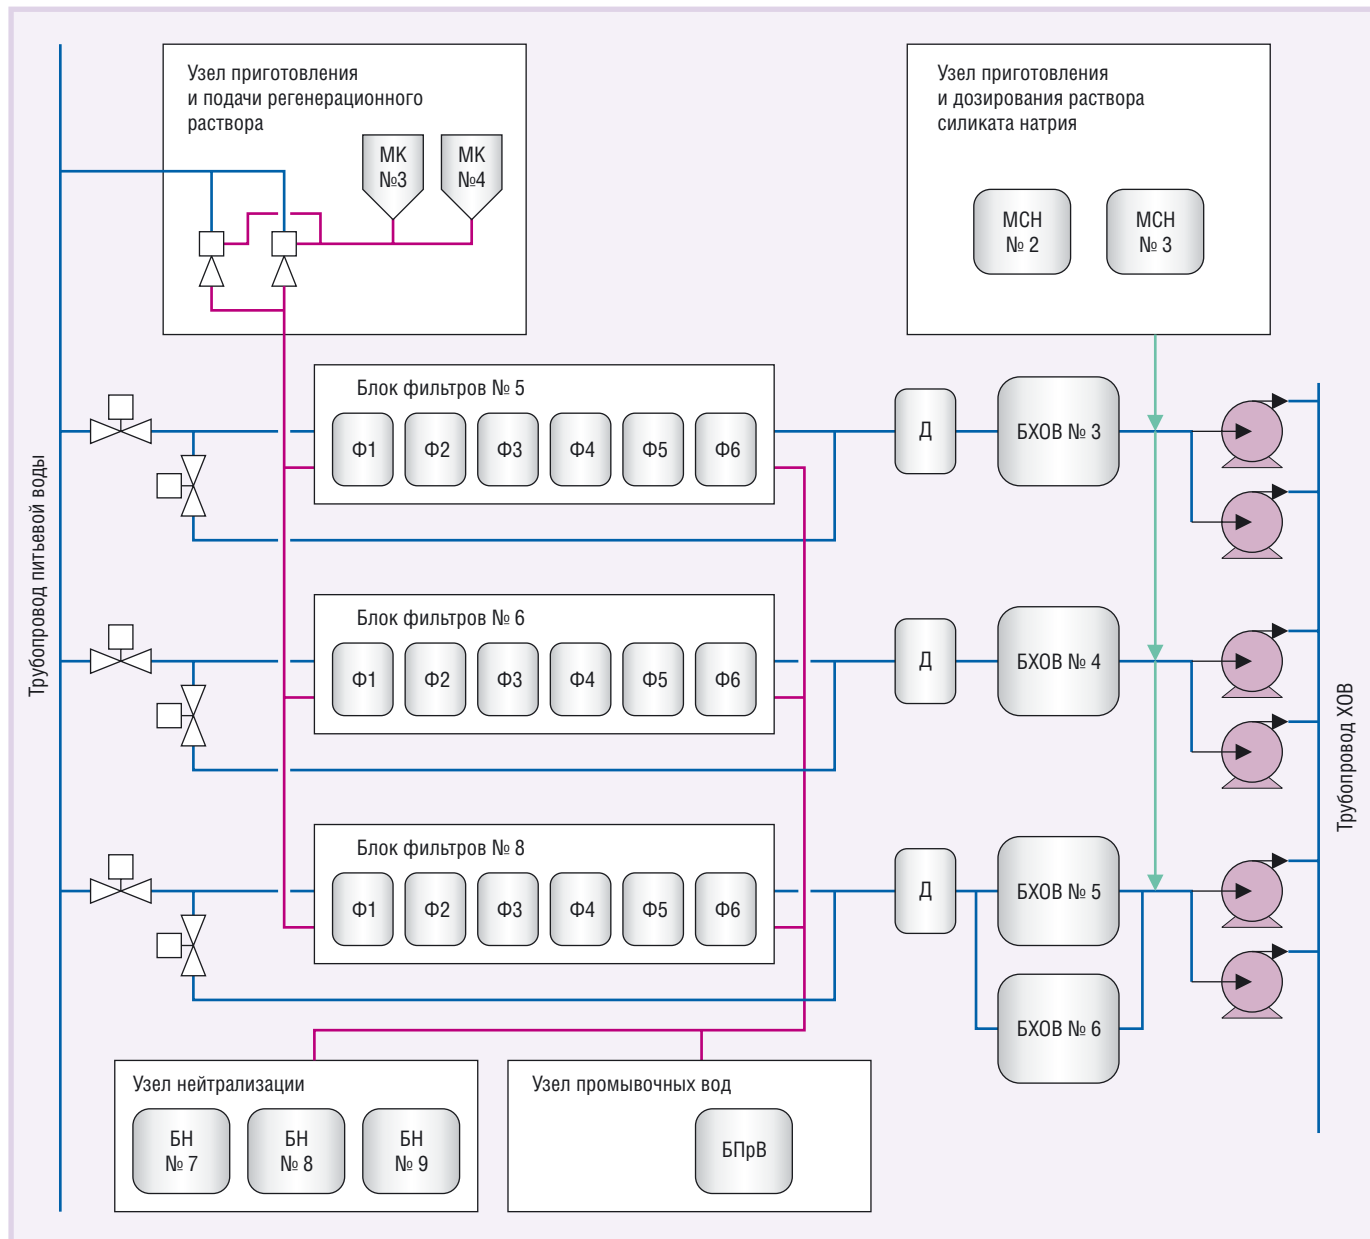 Узел приготовления
и подачи регенерационного
раствора
МК
№3
МК
№4
Узел приготовления
и дозирования раствора
силиката натрия
МСН
№ 2
МСН
№ 3
Трубопровод питьевой воды
Блок фильтров № 5
Ф1
Ф2
Ф3
Ф4
Ф5
Ф6
Д
БХОВ № 3
Блок фильтров № 6
Ф1
Ф2
Ф3
Ф4
Ф5
Ф6
Д
БХОВ № 4
Блок фильтров № 8
Ф1
Ф2
Ф3
Ф4
Ф5
Ф6
Д
БХОВ № 5
БХОВ № 6
Трубопровод ХОВ
Узел нейтрализации
БН
№ 7
БН
№ 8
БН
№ 9
Узел промывочных вод
БПрВ